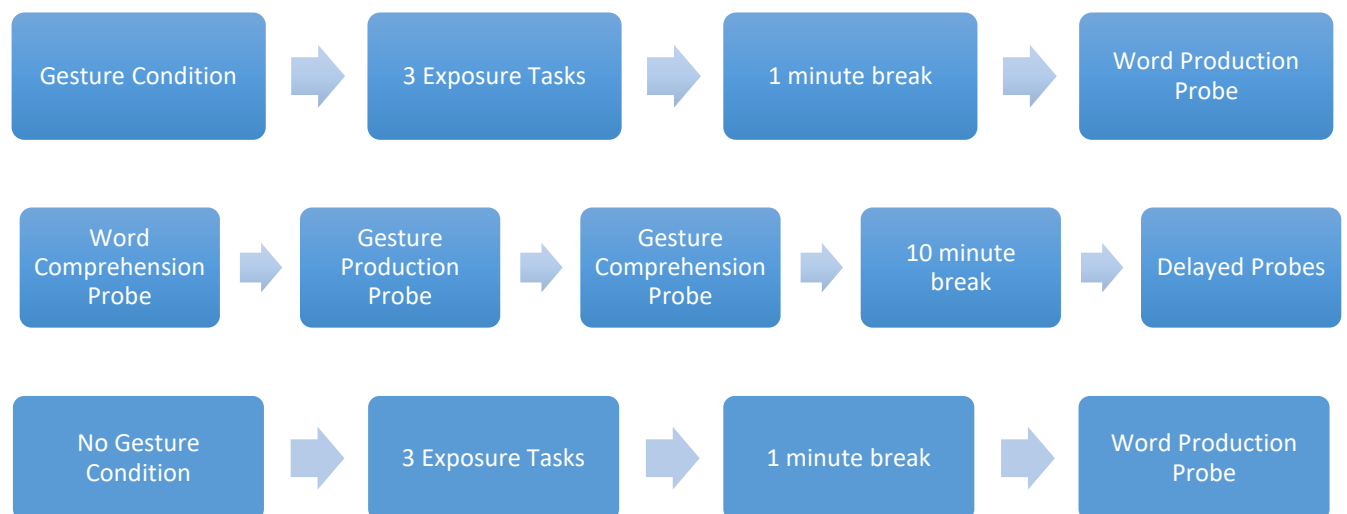 Gesture Condition
3 Exposure Tasks
1 minute break
Word Production
Probe
Word
Comprehension
Probe
Gesture
Production
Probe
Gesture
Comprehension
Probe
10 minute
break
Delayed Probes
No Gesture
Condition
3 Exposure Tasks
1 minute break
Word Production
Probe